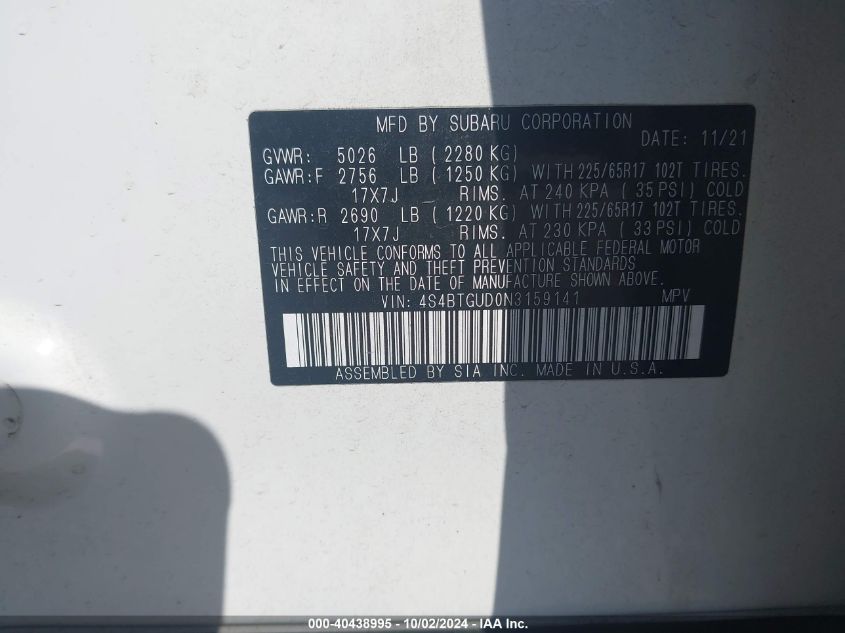 MFD BY SUBARU CORPORATION
DATE: 11/21
GVWR: 5026 LB ( 2280 KG)
GAWR:F 2756 LB ( 1250 KG) WITH 225/65R17 102T TIRES.
17X7J RIMS. AT 240 KPA ( 35 PSI) COLD
GAWR:R 2690 LB ( 1220 KG) WITH 225/65R17 102T TIRES.
17X7J RIMS. AT 230 KPA ( 33 PSI) COLD
THIS VEHICLE CONFORMS TO ALL APPLICABLE FEDERAL MOTOR
VEHICLE SAFETY AND THEFT PREVENTION STANDARDS
IN EFFECT ON THE DATE OF MANUFACTURE SHOWN ABOVE.
VIN: 4S4BTGUD0N3159141 MPV
ASSEMBLED BY SIA INC. MADE IN U.S.A.
000-40438995 - 10/02/2024 - IAA Inc.